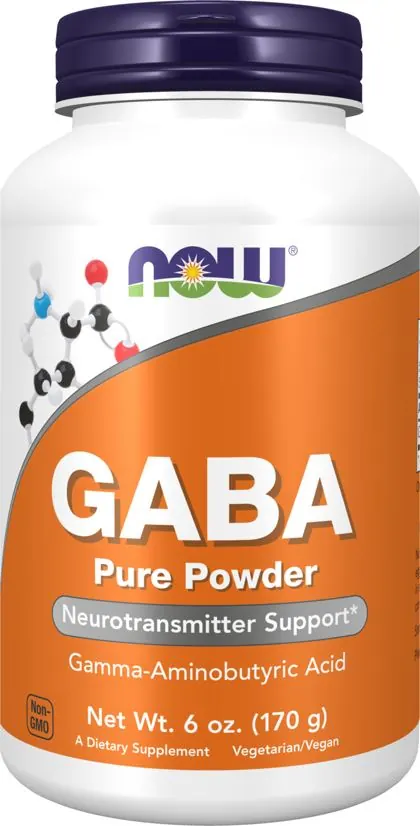 NOW®
GABA
Pure Powder
Neurotransmitter Support*
Gamma-Aminobutyric Acid
Non-
GMO
Net Wt. 6 oz. (170 g)
A Dietary Supplement Vegetarian/Vegan